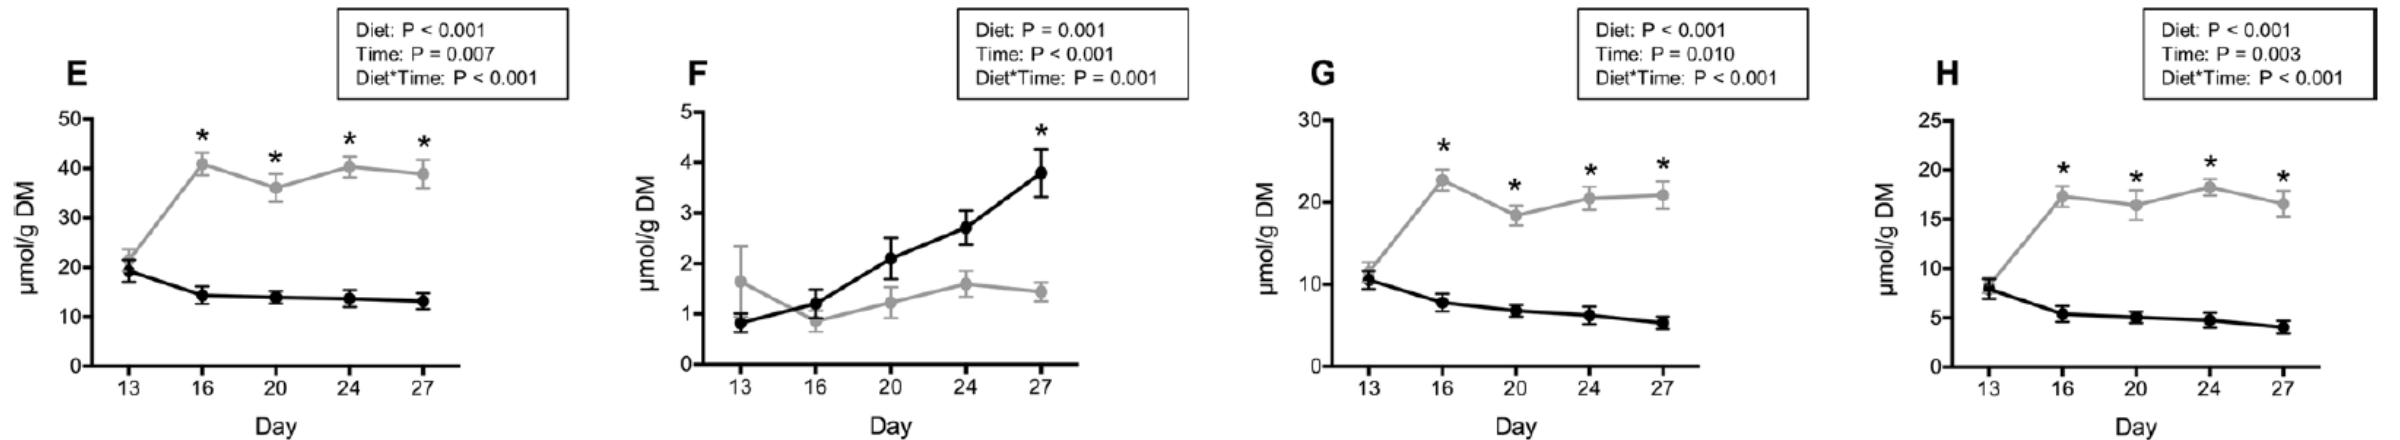 E
Diet: P < 0.001
Time: P = 0.007
Diet*Time: P < 0.001
50
40
30
20
10
0
µmol/g DM
* * * *
13 16 20 24 27
Day
F
Diet: P = 0.001
Time: P < 0.001
Diet*Time: P = 0.001
5
4
3
2
1
0
µmol/g DM
*
13 16 20 24 27
Day
G
Diet: P < 0.001
Time: P = 0.010
Diet*Time: P < 0.001
30
20
10
0
µmol/g DM
* * * *
13 16 20 24 27
Day
H
Diet: P < 0.001
Time: P = 0.003
Diet*Time: P < 0.001
25
20
15
10
5
0
µmol/g DM
* * * *
13 16 20 24 27
Day